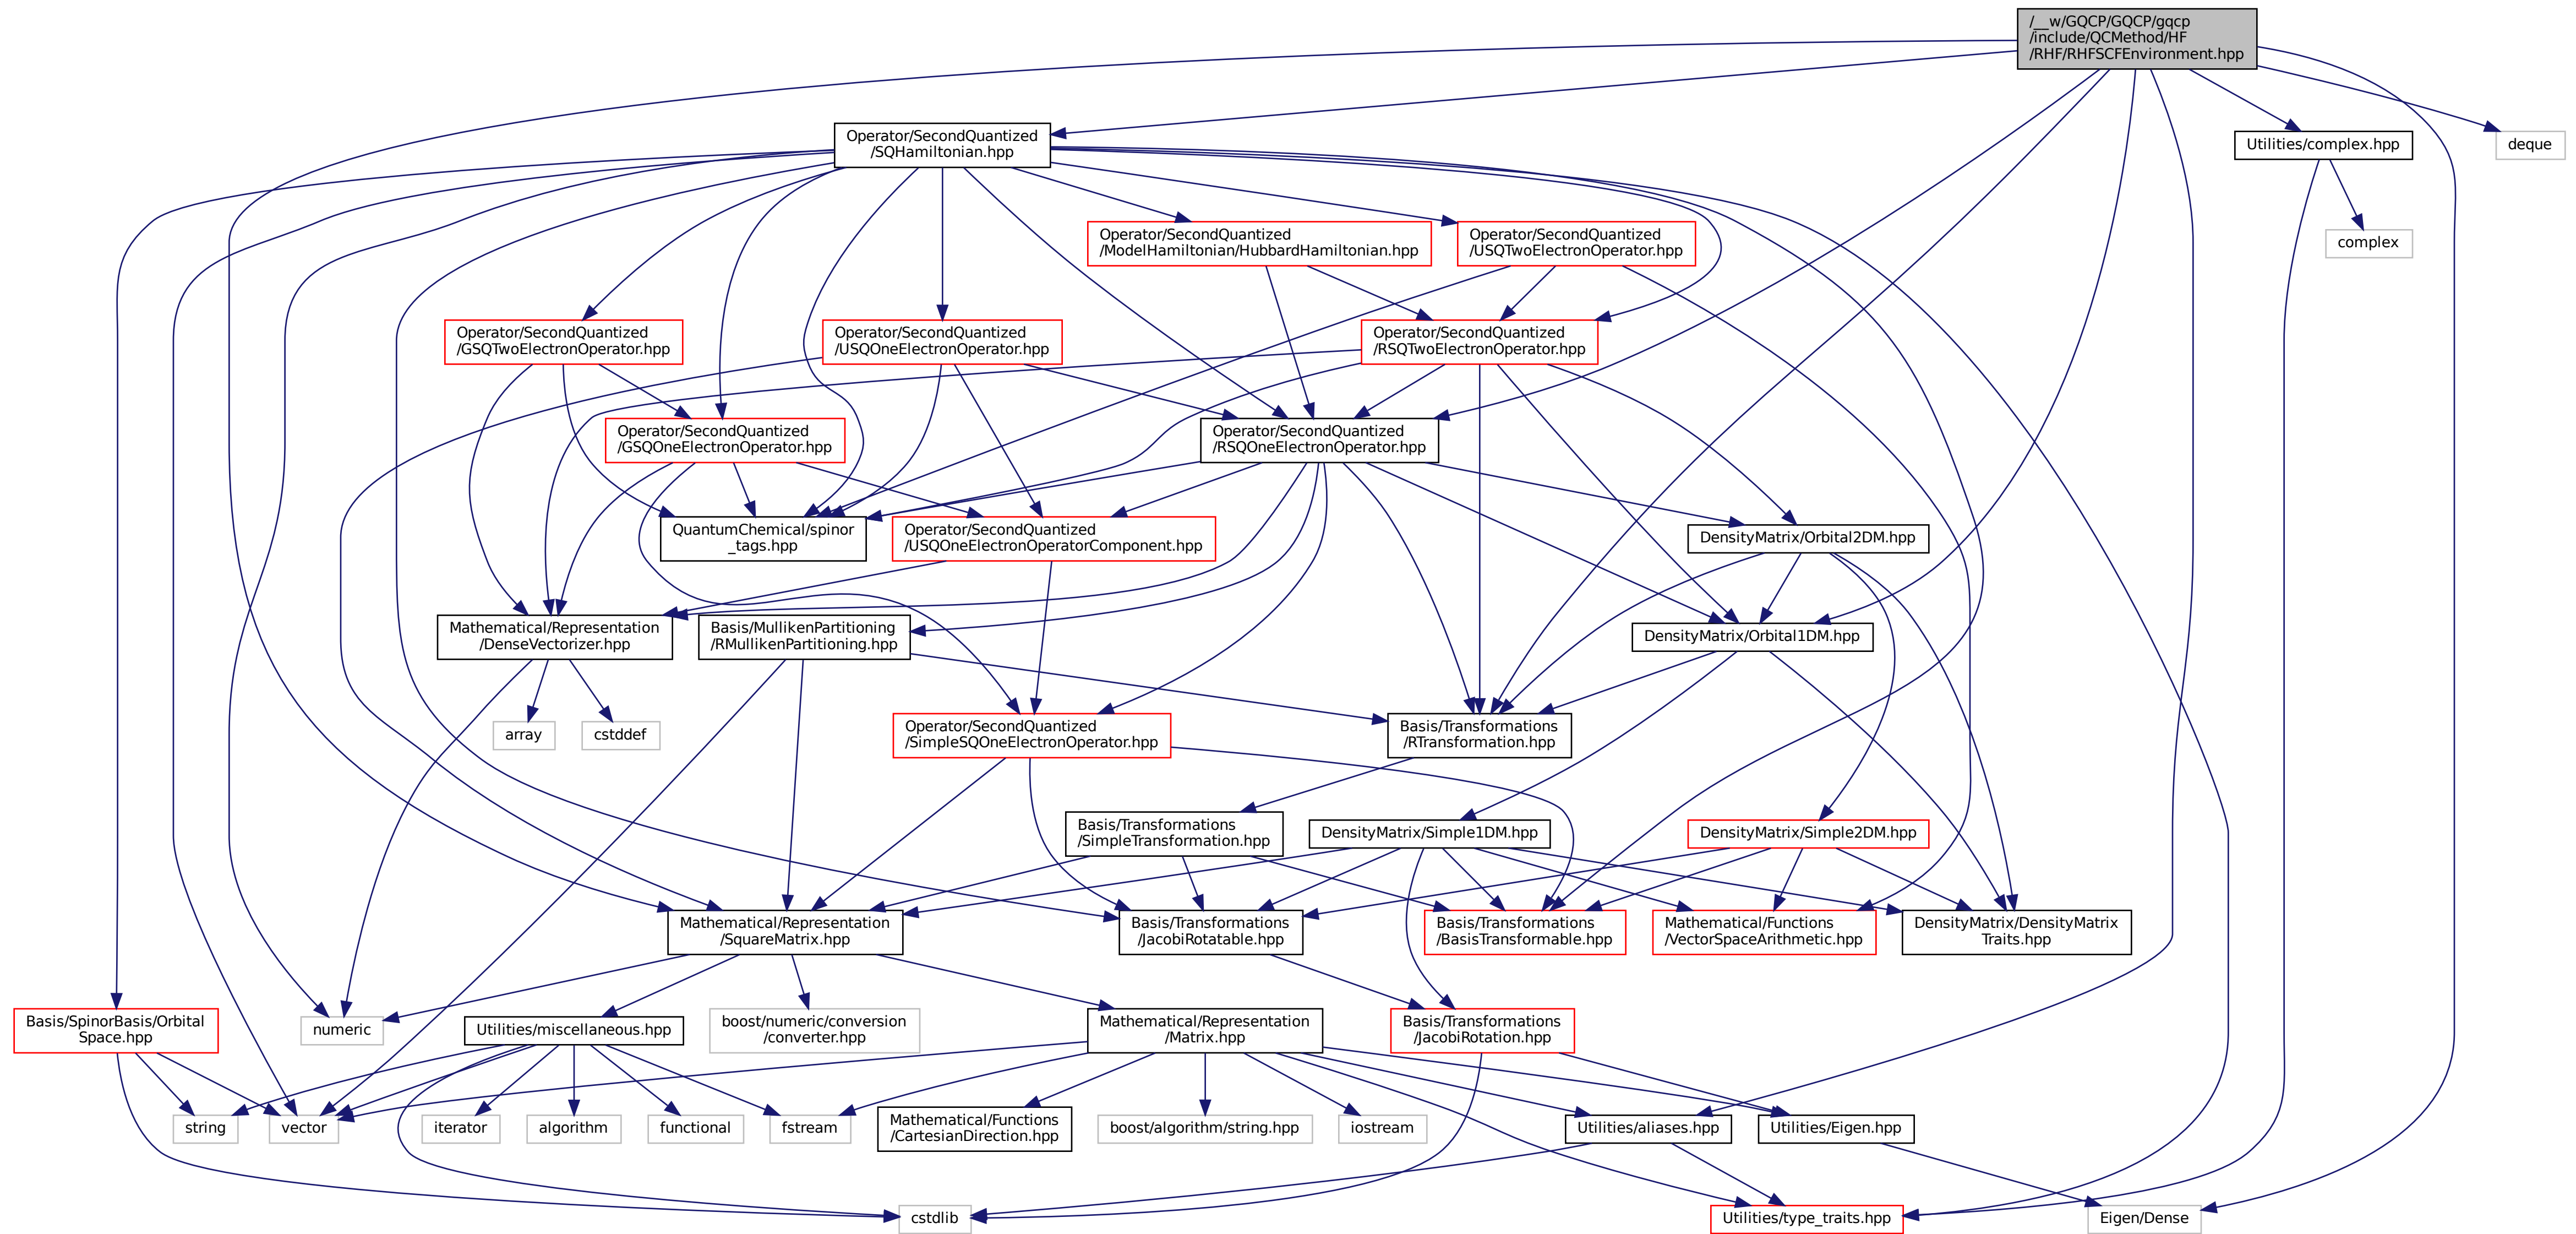 /__w/GQCP/GQCP/gqcp
/include/QCMethod/HF
/RHF/RHFSCFEnvironment.hpp
Operator/SecondQuantized
/SQHamiltonian.hpp
Utilities/complex.hpp
deque
Operator/SecondQuantized
/ModelHamiltonian/HubbardHamiltonian.hpp
Operator/SecondQuantized
/USQTwoElectronOperator.hpp
complex
Operator/SecondQuantized
/GSQTwoElectronOperator.hpp
Operator/SecondQuantized
/USQOneElectronOperator.hpp
Operator/SecondQuantized
/RSQTwoElectronOperator.hpp
Operator/SecondQuantized
/GSQOneElectronOperator.hpp
Operator/SecondQuantized
/RSQOneElectronOperator.hpp
QuantumChemical/spinor
_tags.hpp
Operator/SecondQuantized
/USQOneElectronOperatorComponent.hpp
DensityMatrix/Orbital2DM.hpp
Mathematical/Representation
/DenseVectorizer.hpp
Basis/MullikenPartitioning
/RMullikenPartitioning.hpp
DensityMatrix/Orbital1DM.hpp
array
cstddef
Operator/SecondQuantized
/SimpleSQOneElectronOperator.hpp
Basis/Transformations
/RTransformation.hpp
Basis/Transformations
/SimpleTransformation.hpp
DensityMatrix/Simple1DM.hpp
DensityMatrix/Simple2DM.hpp
Mathematical/Representation
/SquareMatrix.hpp
Basis/Transformations
/JacobiRotatable.hpp
Basis/Transformations
/BasisTransformable.hpp
Mathematical/Functions
/VectorSpaceArithmetic.hpp
DensityMatrix/DensityMatrix
Traits.hpp
Basis/SpinorBasis/Orbital
Space.hpp
numeric
Utilities/miscellaneous.hpp
boost/numeric/conversion
/converter.hpp
Mathematical/Representation
/Matrix.hpp
Basis/Transformations
/JacobiRotation.hpp
string
vector
iterator
algorithm
functional
fstream
Mathematical/Functions
/CartesianDirection.hpp
boost/algorithm/string.hpp
iostream
Utilities/aliases.hpp
Utilities/Eigen.hpp
cstdlib
Utilities/type_traits.hpp
Eigen/Dense